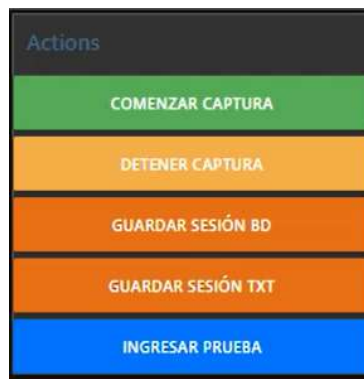 Actions
COMENZAR CAPTURA
DETENER CAPTURA
GUARDAR SESIÓN BD
GUARDAR SESIÓN TXT
INGRESAR PRUEBA